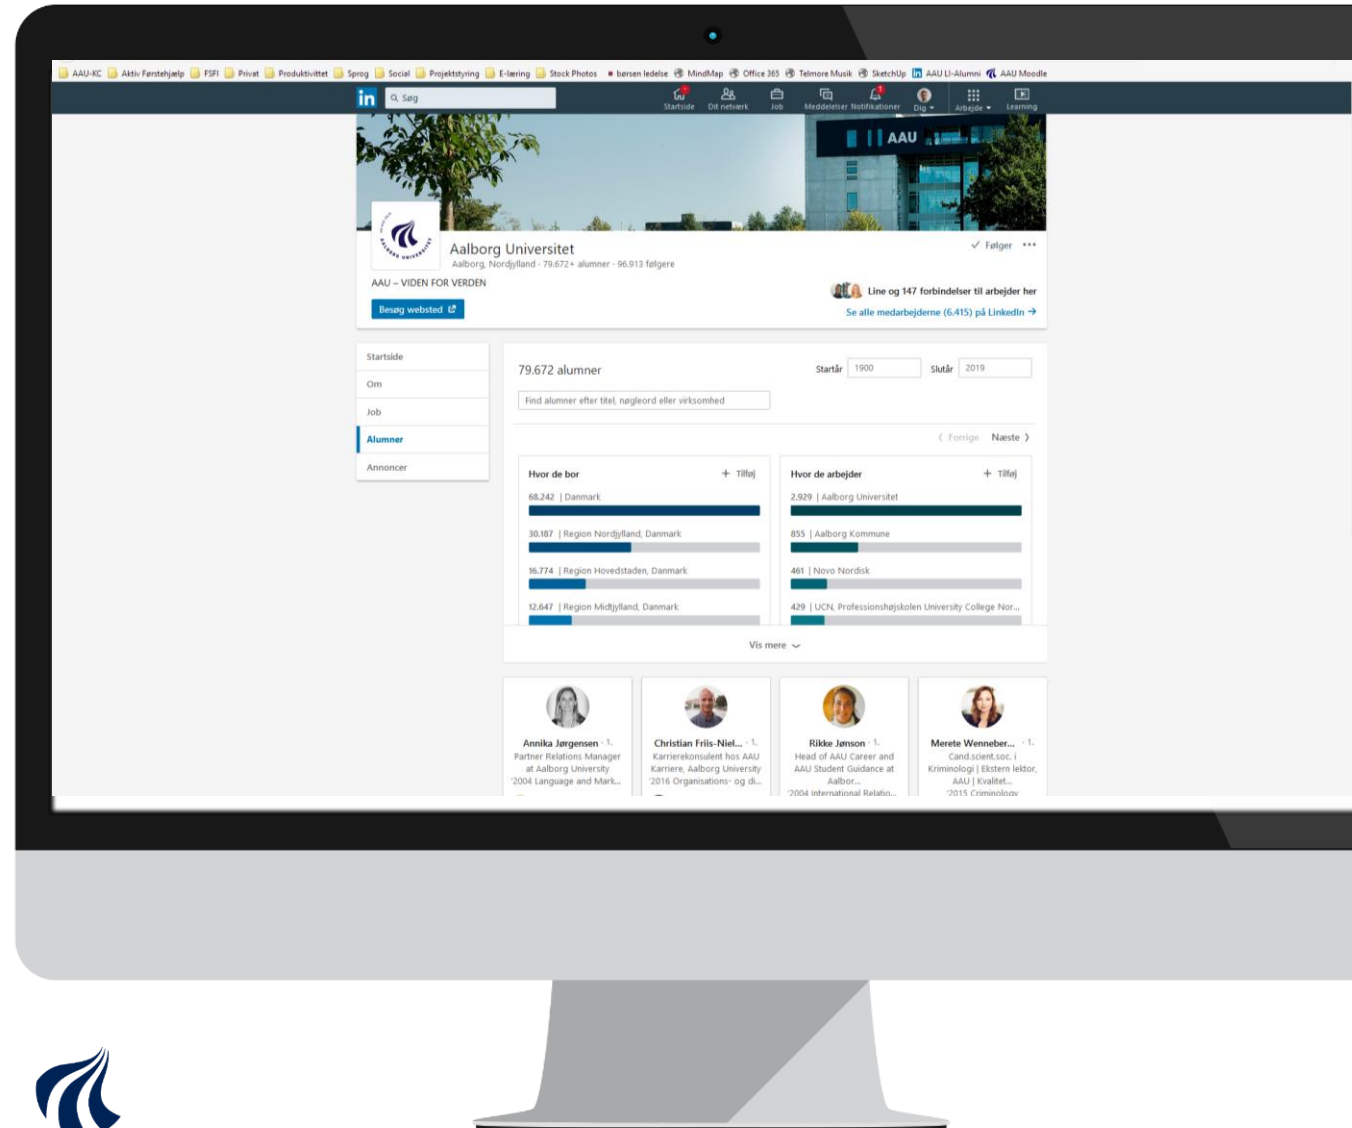 AAU-KC Aktiv Førstehjælp FSFI Privat Produktivittet Sprog Social Projektstyring E-læring Stock Photos børsen ledelse MindMap Office 365 Telmore Musik SketchUp AAU LI-Alumni AAU Moodle
in Søg Startside Dit netværk Job Meddelelser Notifikationer Dig Arbejde Learning
AAU
AALBORG UNIVERSITET
Aalborg Universitet
Følger
Aalborg, Nordjylland · 79.672+ alumner · 96.913 følgere
AAU – VIDEN FOR VERDEN
Line og 147 forbindelser til arbejder her
Besøg websted
Se alle medarbejderne (6.415) på LinkedIn →
Startside
Om
Job
Alumner
Annoncer
79.672 alumner
Startår 1900 Slutår 2019
Find alumner efter titel, nøgleord eller virksomhed
Forrige Næste
Hvor de bor + Tilføj
68.242 | Danmark
30.187 | Region Nordjylland, Danmark
16.774 | Region Hovedstaden, Danmark
12.647 | Region Midtjylland, Danmark
Hvor de arbejder + Tilføj
2.929 | Aalborg Universitet
855 | Aalborg Kommune
461 | Novo Nordisk
429 | UCN, Professionshøjskolen University College Nor...
Vis mere
Annika Jørgensen · 1.
Partner Relations Manager
at Aalborg University
'2004 Language and Mark...
Christian Friis-Niel... · 1.
Karrierekonsulent hos AAU
Karriere, Aalborg University
'2016 Organisations- og di...
Rikke Jønson · 1.
Head of AAU Career and
AAU Student Guidance at
Aalbor...
'2004 International Relatio...
Merete Wenneber... · 1.
Cand.scient.soc. i
Kriminologi | Ekstern lektor,
AAU | Kvalitet...
'2015 Criminology